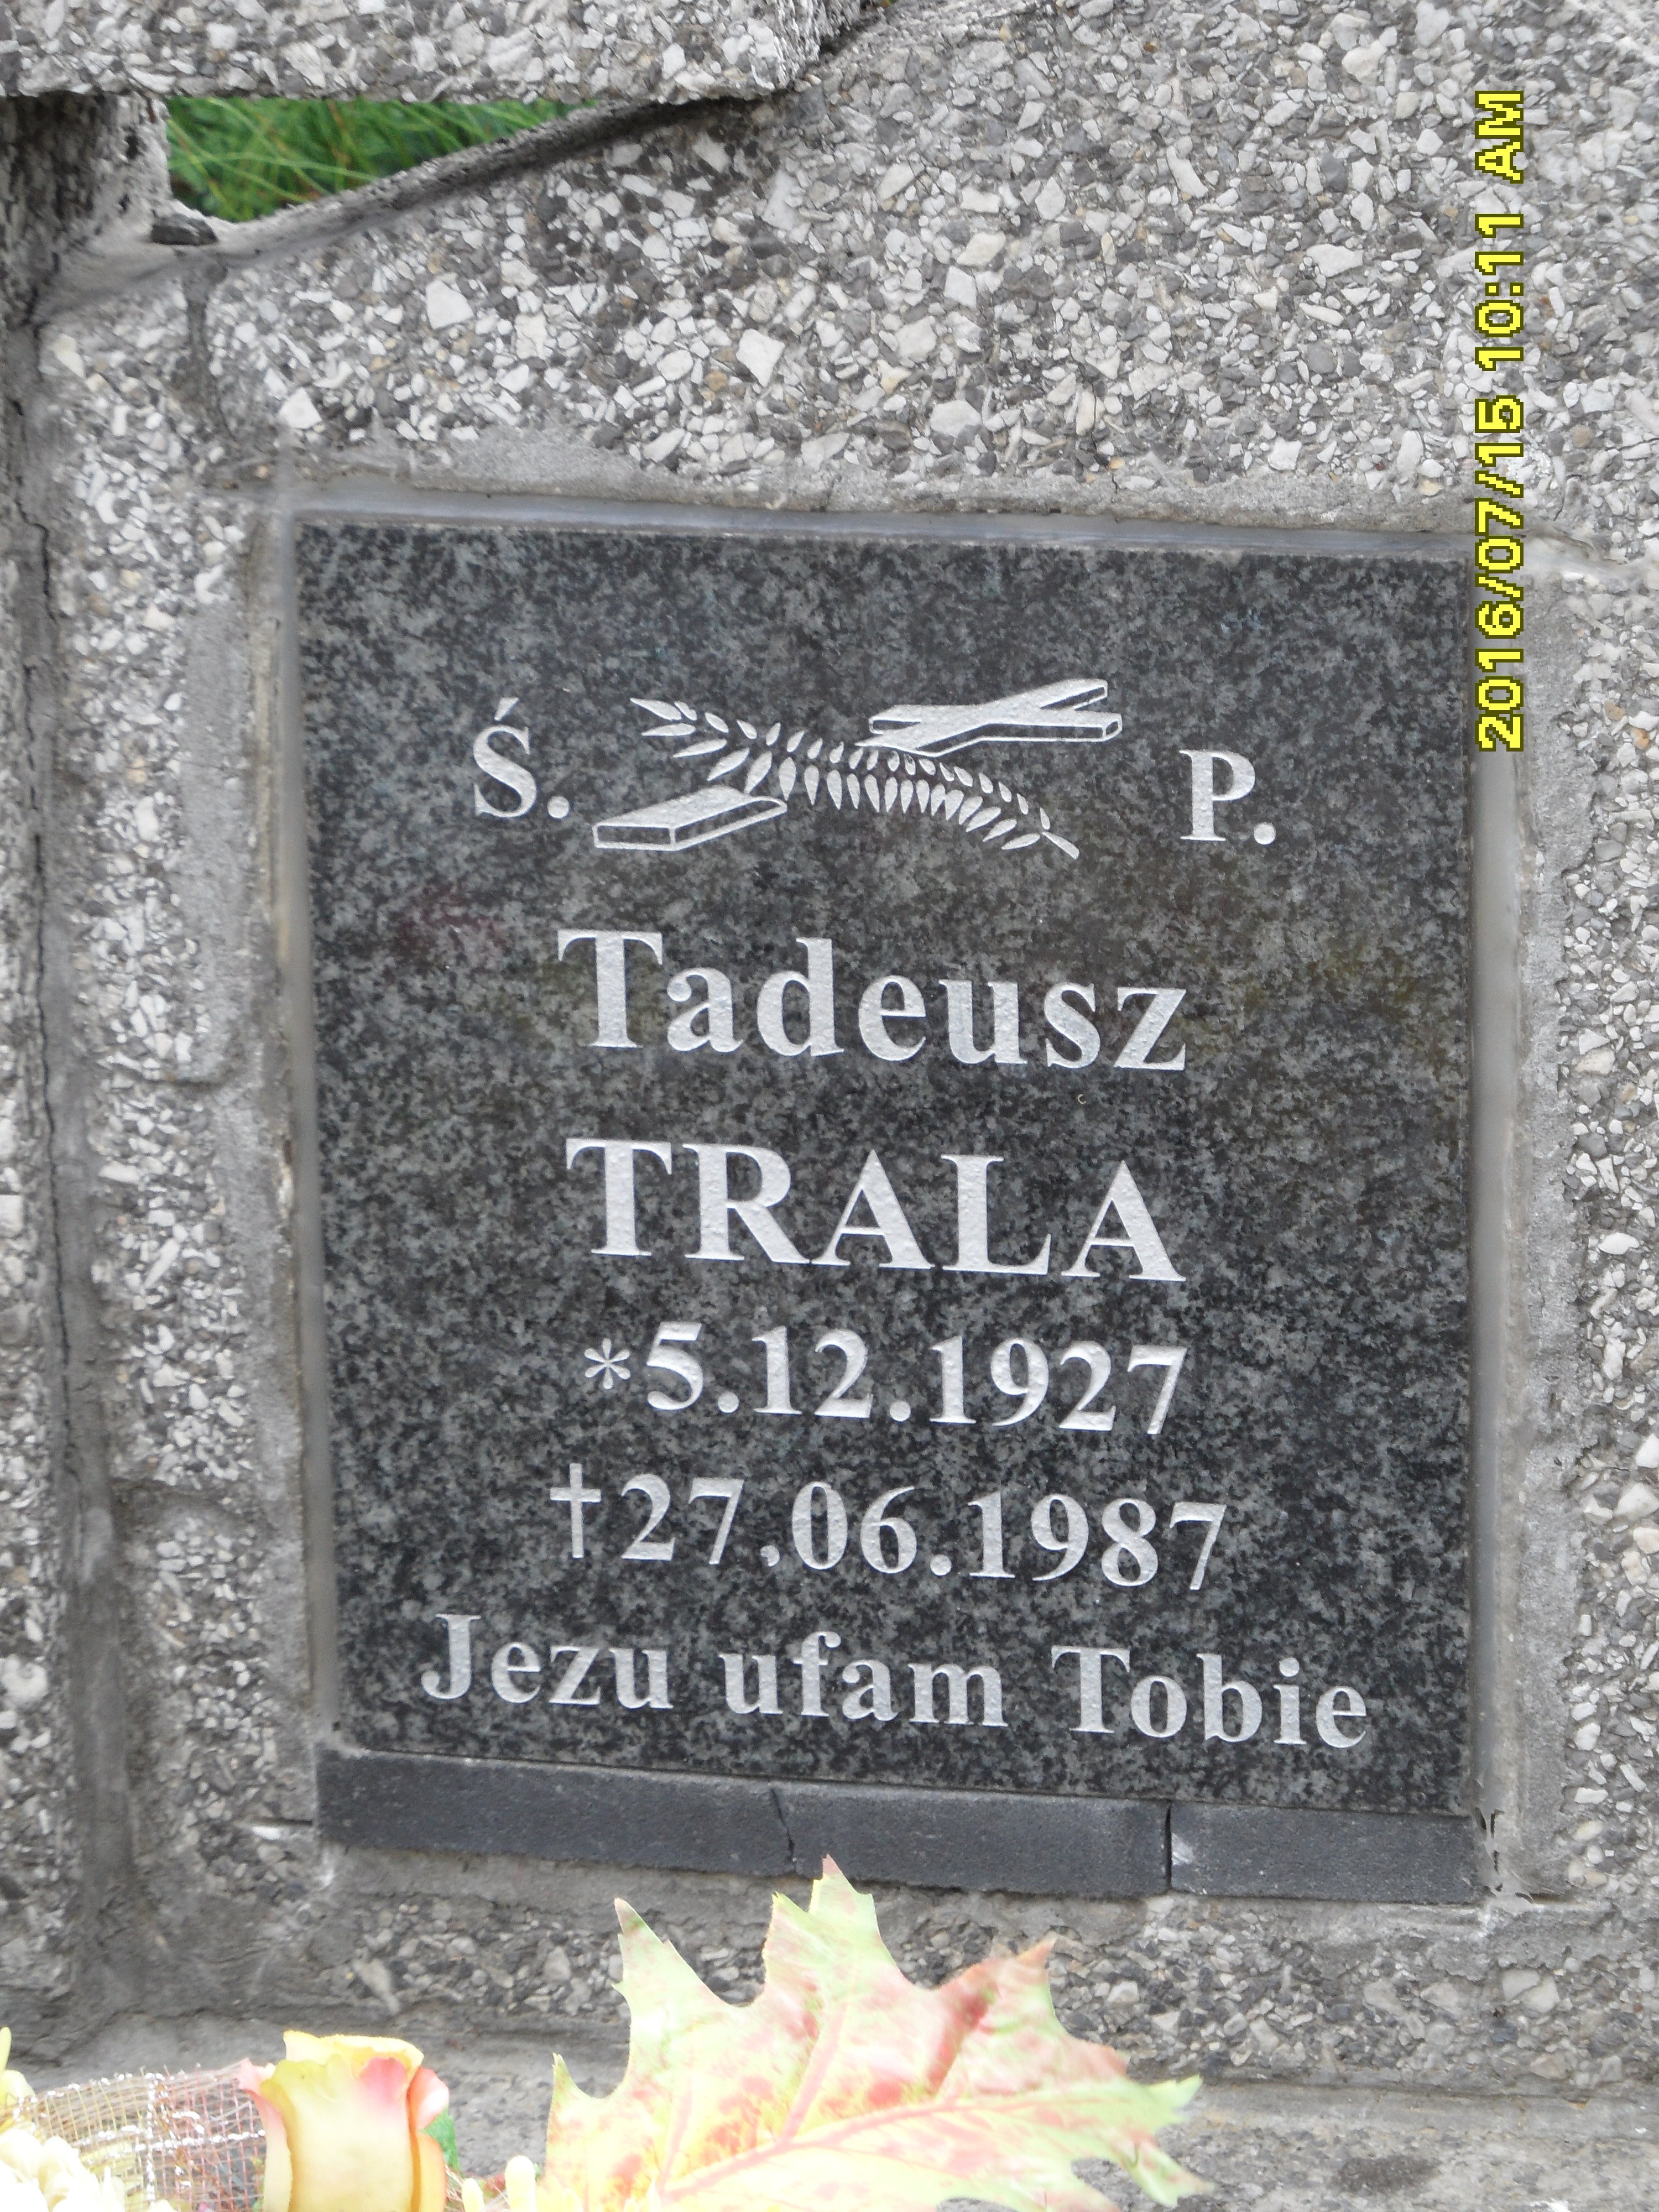 Ś. P.
Tadeusz
TRALA
*5.12.1927
†27.06.1987
Jezu ufam Tobie
2016/07/15 10:11 AM